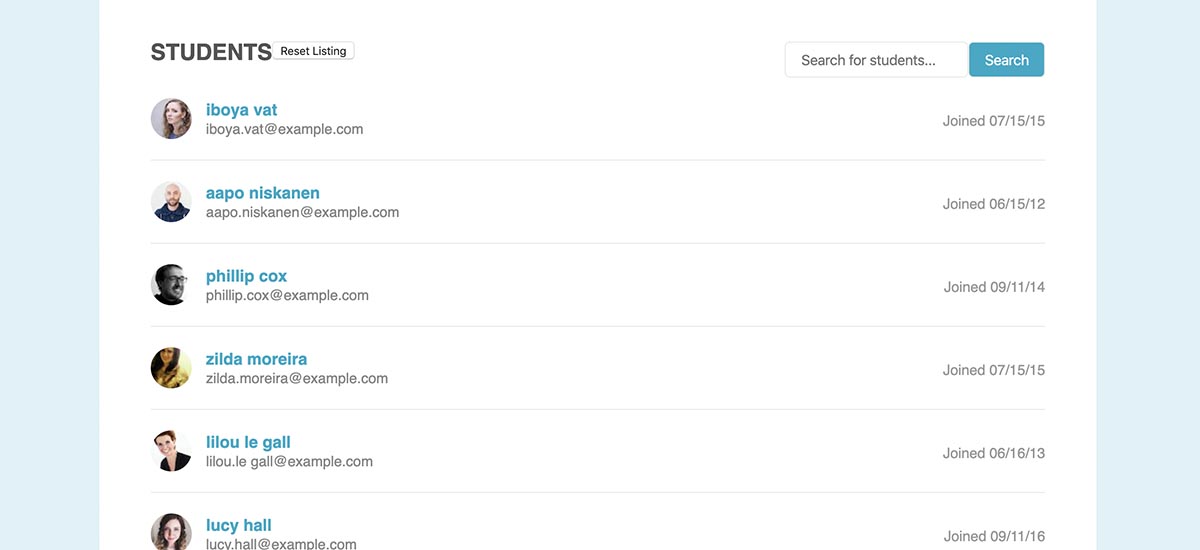 STUDENTS Reset Listing Search for students... Search
iboya vat
iboya.vat@example.com
Joined 07/15/15
aapo niskanen
aapo.niskanen@example.com
Joined 06/15/12
phillip cox
phillip.cox@example.com
Joined 09/11/14
zilda moreira
zilda.moreira@example.com
Joined 07/15/15
lilou le gall
lilou.le gall@example.com
Joined 06/16/13
lucy hall
lucy.hall@example.com
Joined 09/11/16